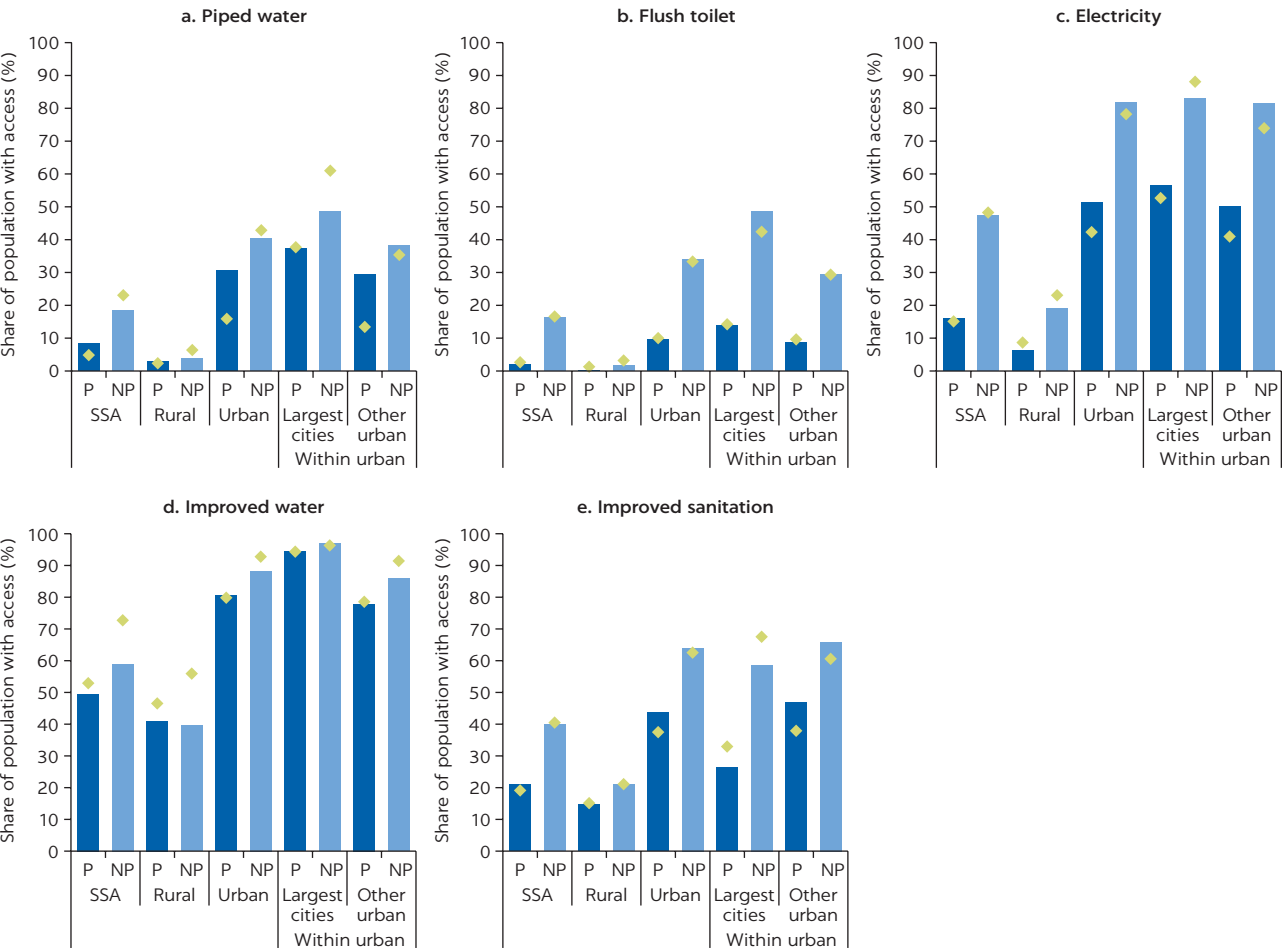 a. Piped water
Share of population with access (%)
100
90
80
70
60
50
40
30
20
10
0
P NP P NP P NP P NP P NP
SSA Rural Urban Largest cities Other urban
Within urban
b. Flush toilet
Share of population with access (%)
100
90
80
70
60
50
40
30
20
10
0
P NP P NP P NP P NP P NP
SSA Rural Urban Largest cities Other urban
Within urban
c. Electricity
Share of population with access (%)
100
90
80
70
60
50
40
30
20
10
0
P NP P NP P NP P NP P NP
SSA Rural Urban Largest cities Other urban
Within urban
d. Improved water
Share of population with access (%)
100
90
80
70
60
50
40
30
20
10
0
P NP P NP P NP P NP P NP
SSA Rural Urban Largest cities Other urban
Within urban
e. Improved sanitation
Share of population with access (%)
100
90
80
70
60
50
40
30
20
10
0
P NP P NP P NP P NP P NP
SSA Rural Urban Largest cities Other urban
Within urban